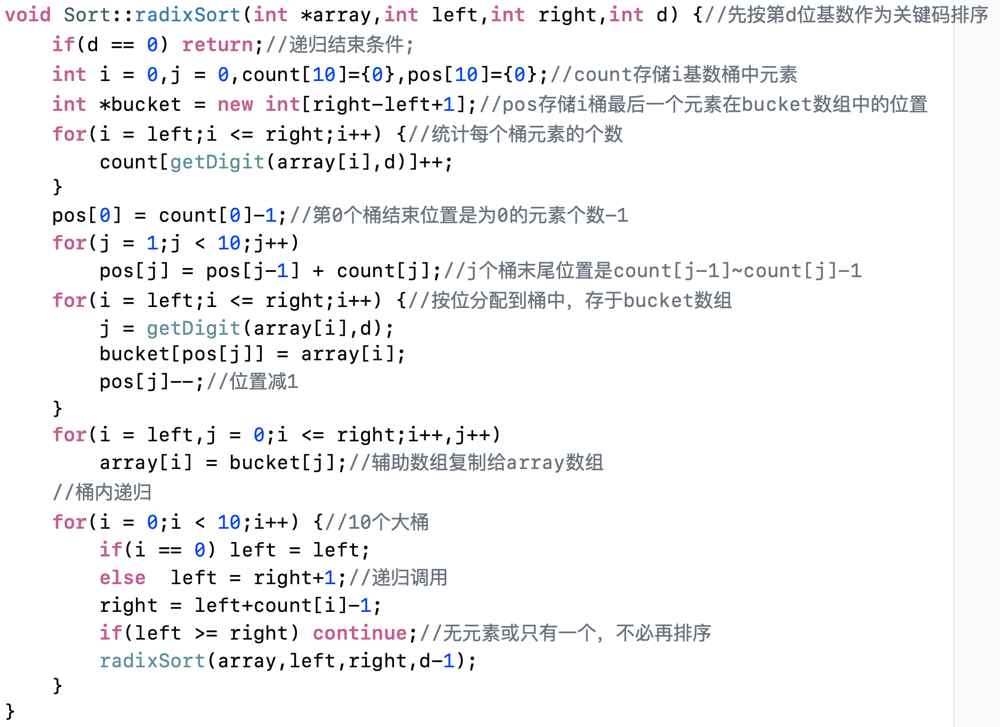 void Sort::radixSort(int *array,int left,int right,int d) {//先按第d位基数作为关键码排序
    if(d == 0) return;//递归结束条件;
    int i = 0,j = 0,count[10]={0},pos[10]={0};//count存储i基数桶中元素
    int *bucket = new int[right-left+1];//pos存储i桶最后一个元素在bucket数组中的位置
    for(i = left;i <= right;i++) {//统计每个桶元素的个数
        count[getDigit(array[i],d)]++;
    }
    pos[0] = count[0]-1;//第0个桶结束位置是为0的元素个数-1
    for(j = 1;j < 10;j++)
        pos[j] = pos[j-1] + count[j];//j个桶末尾位置是count[j-1]~count[j]-1
    for(i = left;i <= right;i++) {//按位分配到桶中，存于bucket数组
        j = getDigit(array[i],d);
        bucket[pos[j]] = array[i];
        pos[j]--;//位置减1
    }
    for(i = left,j = 0;i <= right;i++,j++)
        array[i] = bucket[j];//辅助数组复制给array数组
    //桶内递归
    for(i = 0;i < 10;i++) {//10个大桶
        if(i == 0) left = left;
        else  left = right+1;//递归调用
        right = left+count[i]-1;
        if(left >= right) continue;//无元素或只有一个，不必再排序
        radixSort(array,left,right,d-1);
    }
}